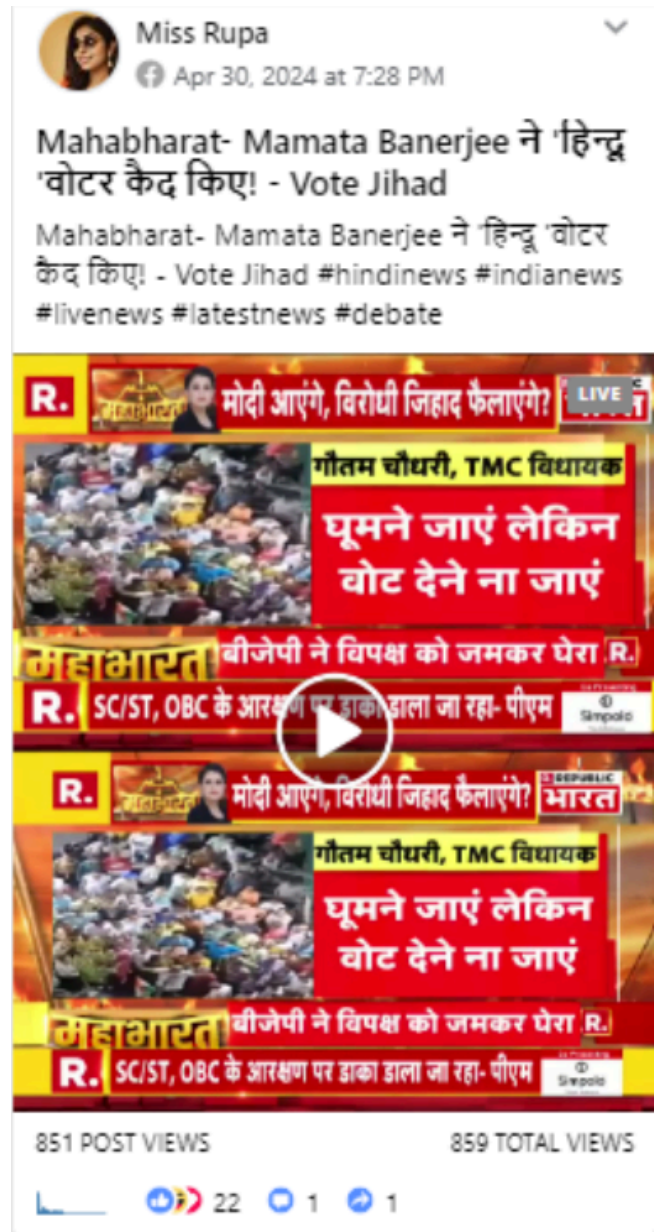 Miss Rupa
Apr 30, 2024 at 7:28 PM
Mahabharat- Mamata Banerjee ने 'हिन्दू
'वोटर कैद किए! - Vote Jihad
Mahabharat- Mamata Banerjee ने 'हिन्दू 'वोटर
कैद किए! - Vote Jihad #hindinews #indianews
#livenews #latestnews #debate
R.
महाभारत
मोदी आएंगे, विरोधी जिहाद फैलाएंगे?
LIVE
गौतम चौधरी, TMC विधायक
घूमने जाएं लेकिन
वोट देने ना जाएं
महाभारत
बीजेपी ने विपक्ष को जमकर घेरा R.
R. SC/ST, OBC के आरक्षण पर डाका डाला जा रहा- पीएम
Simpolo
R.
महाभारत
मोदी आएंगे, विरोधी जिहाद फैलाएंगे?
REPUBLIC
भारत
गौतम चौधरी, TMC विधायक
घूमने जाएं लेकिन
वोट देने ना जाएं
महाभारत
बीजेपी ने विपक्ष को जमकर घेरा R.
R. SC/ST, OBC के आरक्षण पर डाका डाला जा रहा- पीएम
Simpolo
851 POST VIEWS 859 TOTAL VIEWS
22 1 1